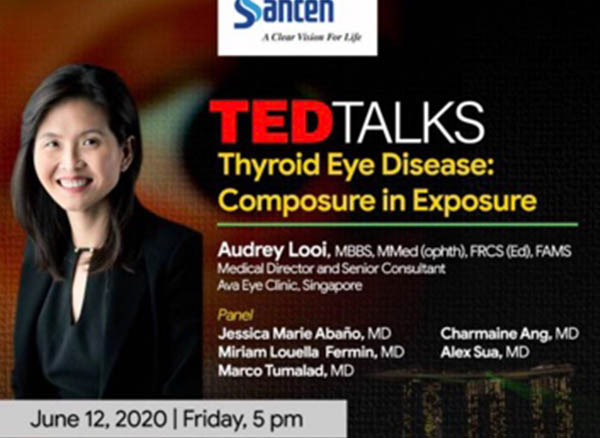 Santen
A Clear Vision For Life
TEDTALKS
Thyroid Eye Disease:
Composure in Exposure
Audrey Looi, MBBS, MMed (ophth), FRCS (Ed), FAMS
Medical Director and Senior Consultant
Ava Eye Clinic, Singapore
Panel
Jessica Marie Abaño, MD
Miriam Louella Fermin, MD
Marco Tumalad, MD
Charmaine Ang, MD
Alex Sua, MD
June 12, 2020 | Friday, 5 pm